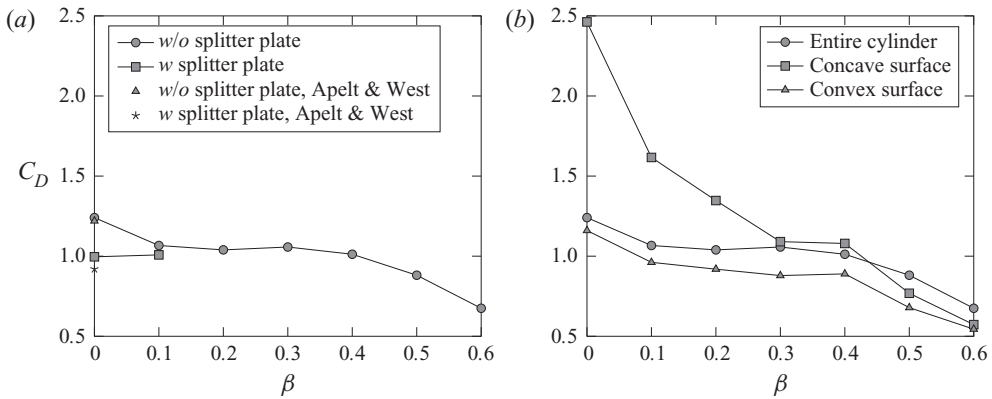 (a)
2.5
2.0
1.5
1.0
0.5
C_D
w/o splitter plate
w splitter plate
w/o splitter plate, Apelt & West
w splitter plate, Apelt & West
0 0.1 0.2 0.3 0.4 0.5 0.6
β
(b)
2.5
2.0
1.5
1.0
0.5
Entire cylinder
Concave surface
Convex surface
0 0.1 0.2 0.3 0.4 0.5 0.6
β